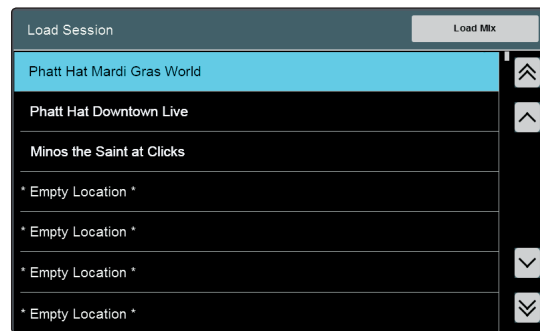 Load Session
Load Mix
Phatt Hat Mardi Gras World
Phatt Hat Downtown Live
Minos the Saint at Clicks
* Empty Location *
* Empty Location *
* Empty Location *
* Empty Location *